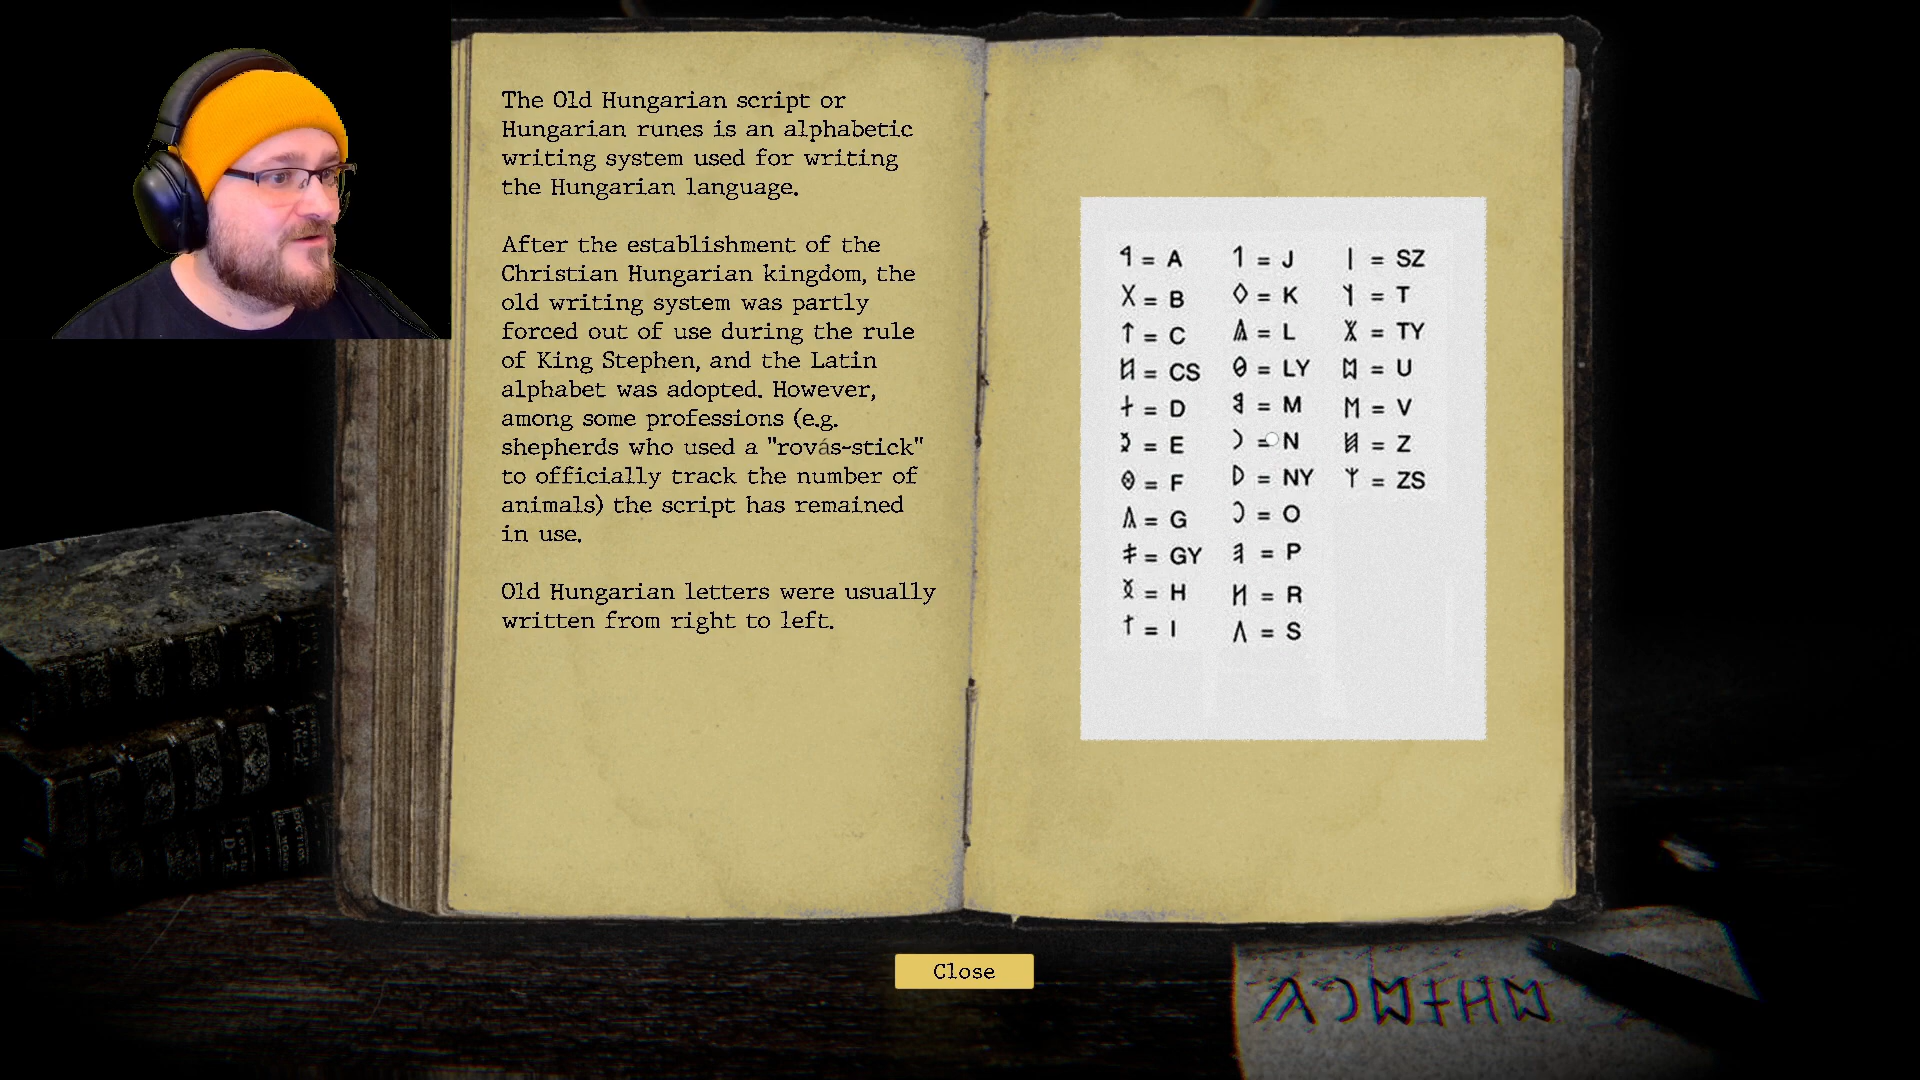 The Old Hungarian script or
Hungarian runes is an alphabetic
writing system used for writing
the Hungarian language.
After the establishment of the
Christian Hungarian kingdom, the
old writing system was partly
forced out of use during the rule
of King Stephen, and the Latin
alphabet was adopted. However,
among some professions (e.g.
shepherds who used a "rovás-stick"
to officially track the number of
animals) the script has remained
in use.
Old Hungarian letters were usually
written from right to left.
𐳀 = A
𐳂 = B
𐳄 = C
𐳆 = CS
𐳇 = D
𐳉 = E
𐳌 = F
𐳍 = G
𐳎 = GY
𐳏 = H
𐳐 = I
𐳒 = J
𐳓 = K
𐳖 = L
𐳗 = LY
𐳘 = M
𐳙 = N
𐳚 = NY
𐳛 = O
𐳠 = P
𐳢 = R
𐳤 = S
𐳥 = SZ
𐳦 = T
𐳨 = TY
𐳪 = U
𐳮 = V
𐳯 = Z
𐳰 = ZS
Close